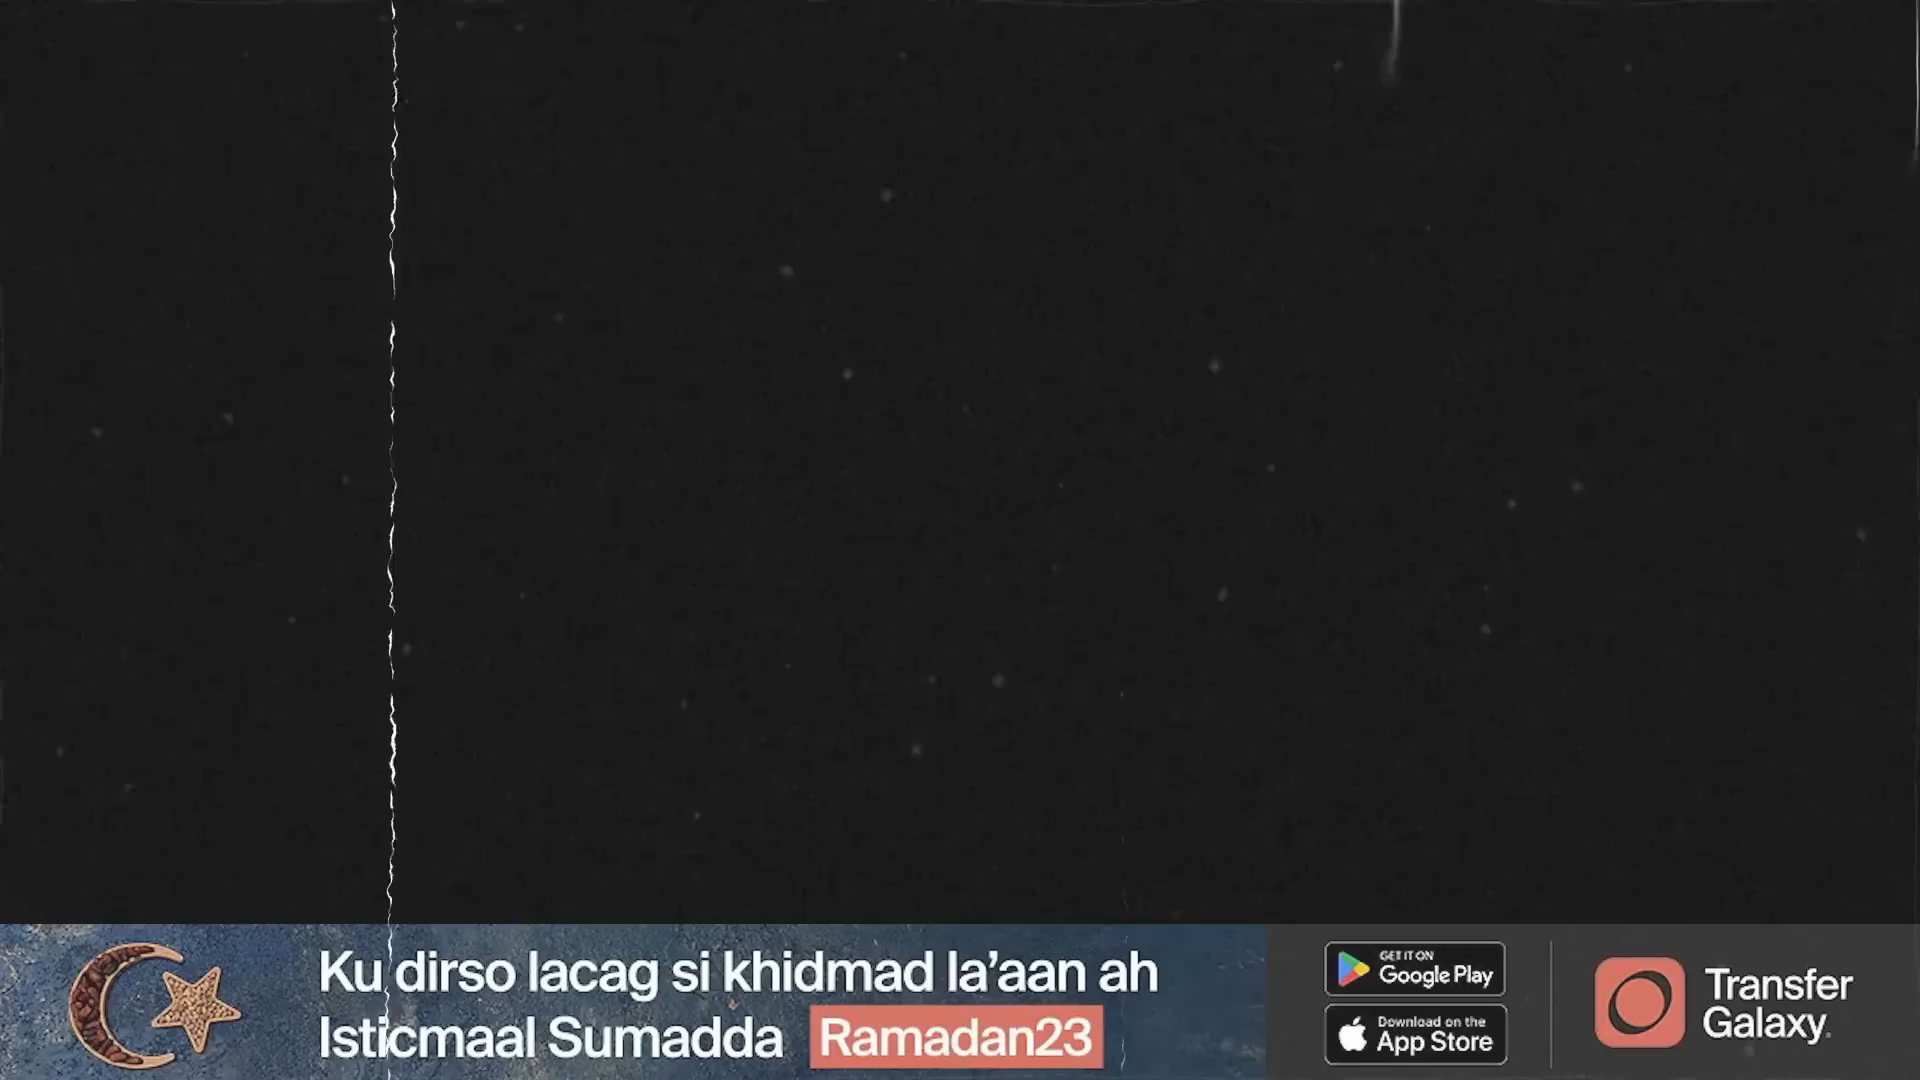 Ku dirso lacag si khidmad la’aan ah
Isticmaal Sumadda Ramadan23
GET IT ON
Google Play
Download on the
App Store
Transfer
Galaxy